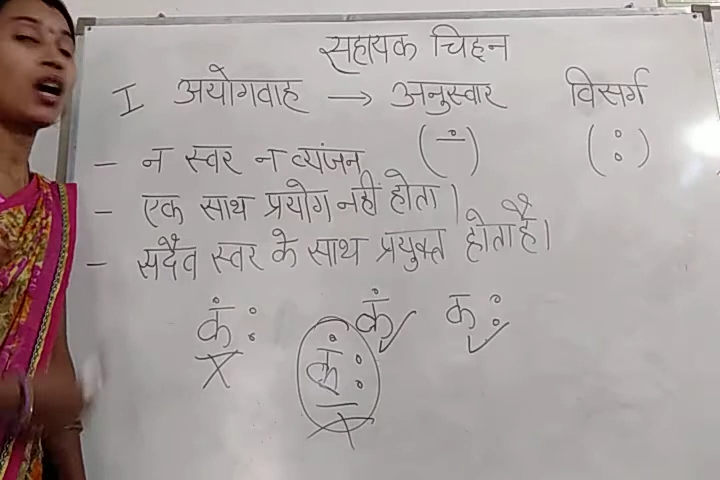 सहायक चिह्न
I अयोगवाह → अनुस्वार विसर्ग
- न स्वर न व्यंजन (ं) (ः)
- एक साथ प्रयोग नहीं होता।
- सदैव स्वर के साथ प्रयुक्त होता है।
कंः कं ✓ कः ✓
×
कंः
×